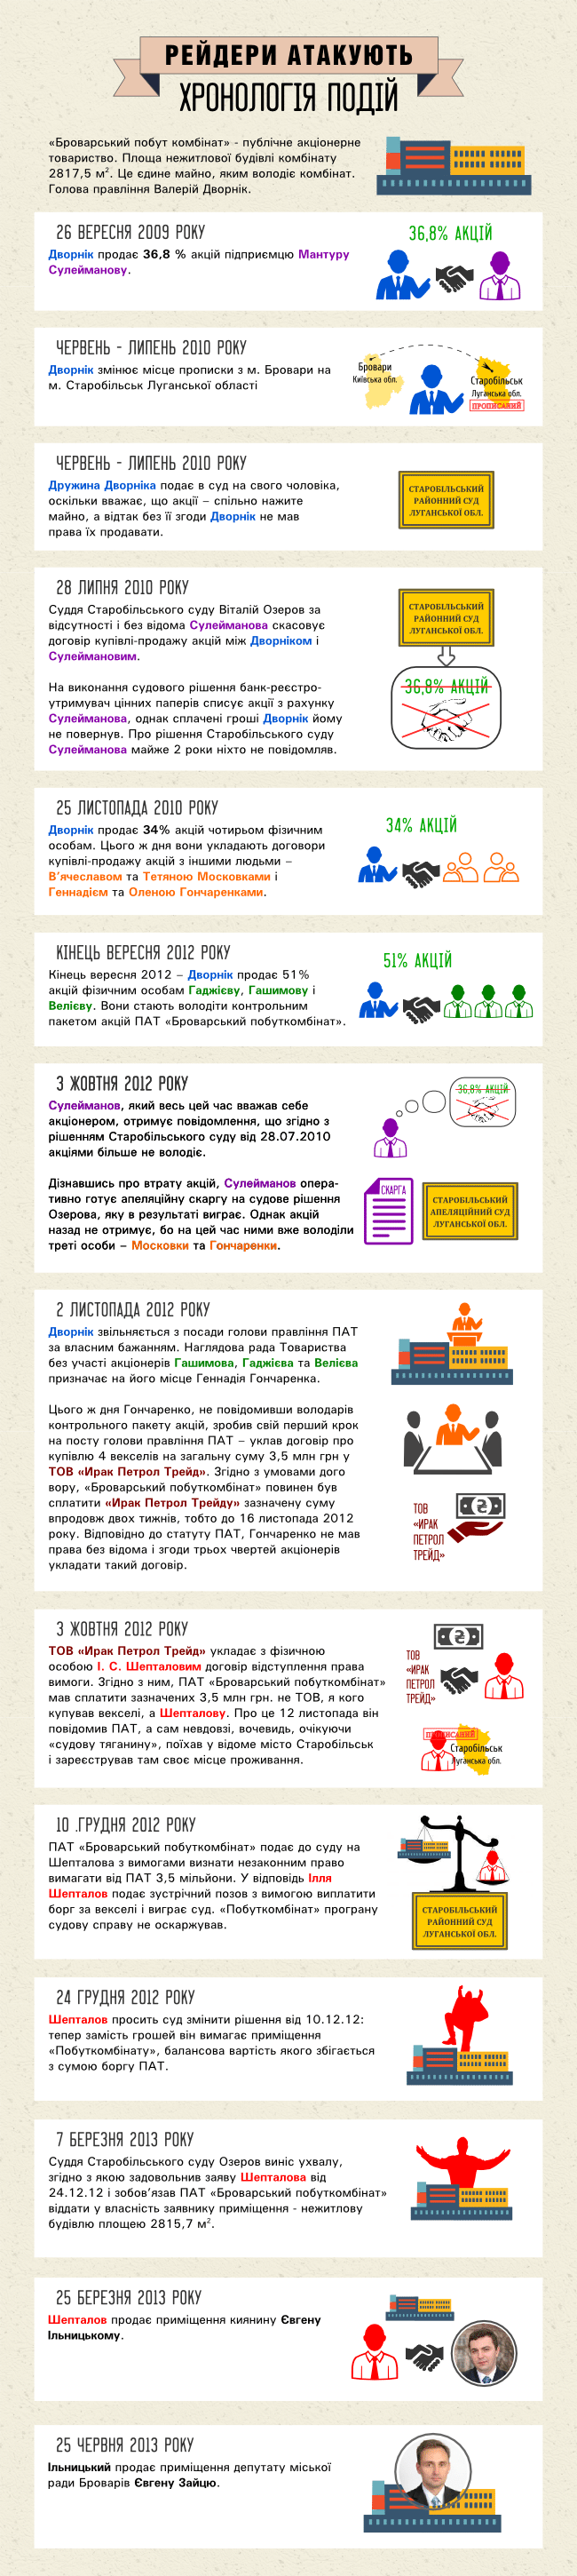 РЕЙДЕРИ АТАКУЮТЬ
ХРОНОЛОГІЯ ПОДІЙ
«Броварський побут комбінат» - публічне акціонерне
товариство. Площа нежитлової будівлі комбінату
2817,5 м². Це єдине майно, яким володіє комбінат.
Голова правління Валерій Дворнік.
26 ВЕРЕСНЯ 2009 РОКУ
Дворнік продає 36,8 % акцій підприємцю Мантуру
Сулейманову.
36,8% АКЦІЙ
ЧЕРВЕНЬ - ЛИПЕНЬ 2010 РОКУ
Дворнік змінює місце прописки з м. Бровари на
м. Старобільськ Луганської області
Бровари
Київська обл.
Старобільськ
Луганська обл.
ПРОПИСАНИЙ
ЧЕРВЕНЬ - ЛИПЕНЬ 2010 РОКУ
Дружина Дворніка подає в суд на свого чоловіка,
оскільки вважає, що акції – спільно нажите
майно, а відтак без її згоди Дворнік не мав
права їх продавати.
СТАРОБІЛЬСЬКИЙ
РАЙОННИЙ СУД
ЛУГАНСЬКОЇ ОБЛ.
28 ЛИПНЯ 2010 РОКУ
Суддя Старобільського суду Віталій Озеров за
відсутності і без відома Сулейманова скасовує
договір купівлі-продажу акцій між Дворніком і
Сулеймановим.
На виконання судового рішення банк-реєстро-
утримувач цінних паперів списує акції з рахунку
Сулейманова, однак сплачені гроші Дворнік йому
не повернув. Про рішення Старобільського суду
Сулейманова майже 2 роки ніхто не повідомляв.
СТАРОБІЛЬСЬКИЙ
РАЙОННИЙ СУД
ЛУГАНСЬКОЇ ОБЛ.
36,8% АКЦІЙ
25 ЛИСТОПАДА 2010 РОКУ
Дворнік продає 34% акцій чотирьом фізичним
особам. Цього ж дня вони укладають договори
купівлі-продажу акцій з іншими людьми –
В'ячеславом та Тетяною Московками і
Геннадієм та Оленою Гончаренками.
34% АКЦІЙ
КІНЕЦЬ ВЕРЕСНЯ 2012 РОКУ
Кінець вересня 2012 – Дворнік продає 51%
акцій фізичним особам Гаджієву, Гашимову і
Велієву. Вони стають володіти контрольним
пакетом акцій ПАТ «Броварський побуткомбінат».
51% АКЦІЙ
3 ЖОВТНЯ 2012 РОКУ
Сулейманов, який весь цей час вважав себе
акціонером, отримує повідомлення, що згідно з
рішенням Старобільського суду від 28.07.2010
акціями більше не володіє.
Дізнавшись про втрату акцій, Сулейманов опера-
тивно готує апеляційну скаргу на судове рішення
Озерова, яку в результаті виграє. Однак акцій
назад не отримує, бо на цей час ними вже володіли
треті особи – Московки та Гончаренки.
36,8% АКЦІЙ
СКАРГА
СТАРОБІЛЬСЬКИЙ
АПЕЛЯЦІЙНИЙ СУД
ЛУГАНСЬКОЇ ОБЛ.
2 ЛИСТОПАДА 2012 РОКУ
Дворнік звільняється з посади голови правління ПАТ
за власним бажанням. Наглядова рада Товариства
без участі акціонерів Гашимова, Гаджієва та Велієва
призначає на його місце Геннадія Гончаренка.
Цього ж дня Гончаренко, не повідомивши володарів
контрольного пакету акцій, зробив свій перший крок
на посту голови правління ПАТ – уклав договір про
купівлю 4 векселів на загальну суму 3,5 млн грн у
ТОВ «Ирак Петрол Трейд». Згідно з умовами дого
вору, «Броварський побуткомбінат» повинен був
сплатити «Ирак Петрол Трейду» зазначену суму
впродовж двох тижнів, тобто до 16 листопада 2012
року. Відповідно до статуту ПАТ, Гончаренко не мав
права без відома і згоди трьох чвертей акціонерів
укладати такий договір.
ТОВ
«ИРАК
ПЕТРОЛ
ТРЕЙД»
3 ЖОВТНЯ 2012 РОКУ
ТОВ «Ирак Петрол Трейд» укладає з фізичною
особою І. С. Шепталовим договір відступлення права
вимоги. Згідно з ним, ПАТ «Броварський побуткомбінат»
мав сплатити зазначених 3,5 млн грн. не ТОВ, я кого
купував векселі, а Шепталову. Про це 12 листопада він
повідомив ПАТ, а сам невдовзі, вочевидь, очікуючи
«судову тяганину», поїхав у відоме місто Старобільськ
і зареєстрував там своє місце проживання.
ТОВ
«ИРАК
ПЕТРОЛ
ТРЕЙД»
ПРОПИСАНИЙ
Старобільськ
Луганська обл.
10 .ГРУДНЯ 2012 РОКУ
ПАТ «Броварський побуткомбінат» подає до суду на
Шепталова з вимогами визнати незаконним право
вимагати від ПАТ 3,5 мільйони. У відповідь Ілля
Шепталов подає зустрічний позов з вимогою виплатити
борг за векселі і виграє суд. «Побуткомбінат» програну
судову справу не оскаржував.
СТАРОБІЛЬСЬКИЙ
РАЙОННИЙ СУД
ЛУГАНСЬКОЇ ОБЛ.
24 ГРУДНЯ 2012 РОКУ
Шепталов просить суд змінити рішення від 10.12.12:
тепер замість грошей він вимагає приміщення
«Побуткомбінату», балансова вартість якого збігається
з сумою боргу ПАТ.
7 БЕРЕЗНЯ 2013 РОКУ
Суддя Старобільського суду Озеров виніс ухвалу,
згідно з якою задовольнив заяву Шепталова від
24.12.12 і зобов'язав ПАТ «Броварський побуткомбінат»
віддати у власність заявнику приміщення - нежитлову
будівлю площею 2815,7 м².
25 БЕРЕЗНЯ 2013 РОКУ
Шепталов продає приміщення киянину Євгену
Ільницькому.
25 ЧЕРВНЯ 2013 РОКУ
Ільницький продає приміщення депутату міської
ради Броварів Євгену Зайцю.